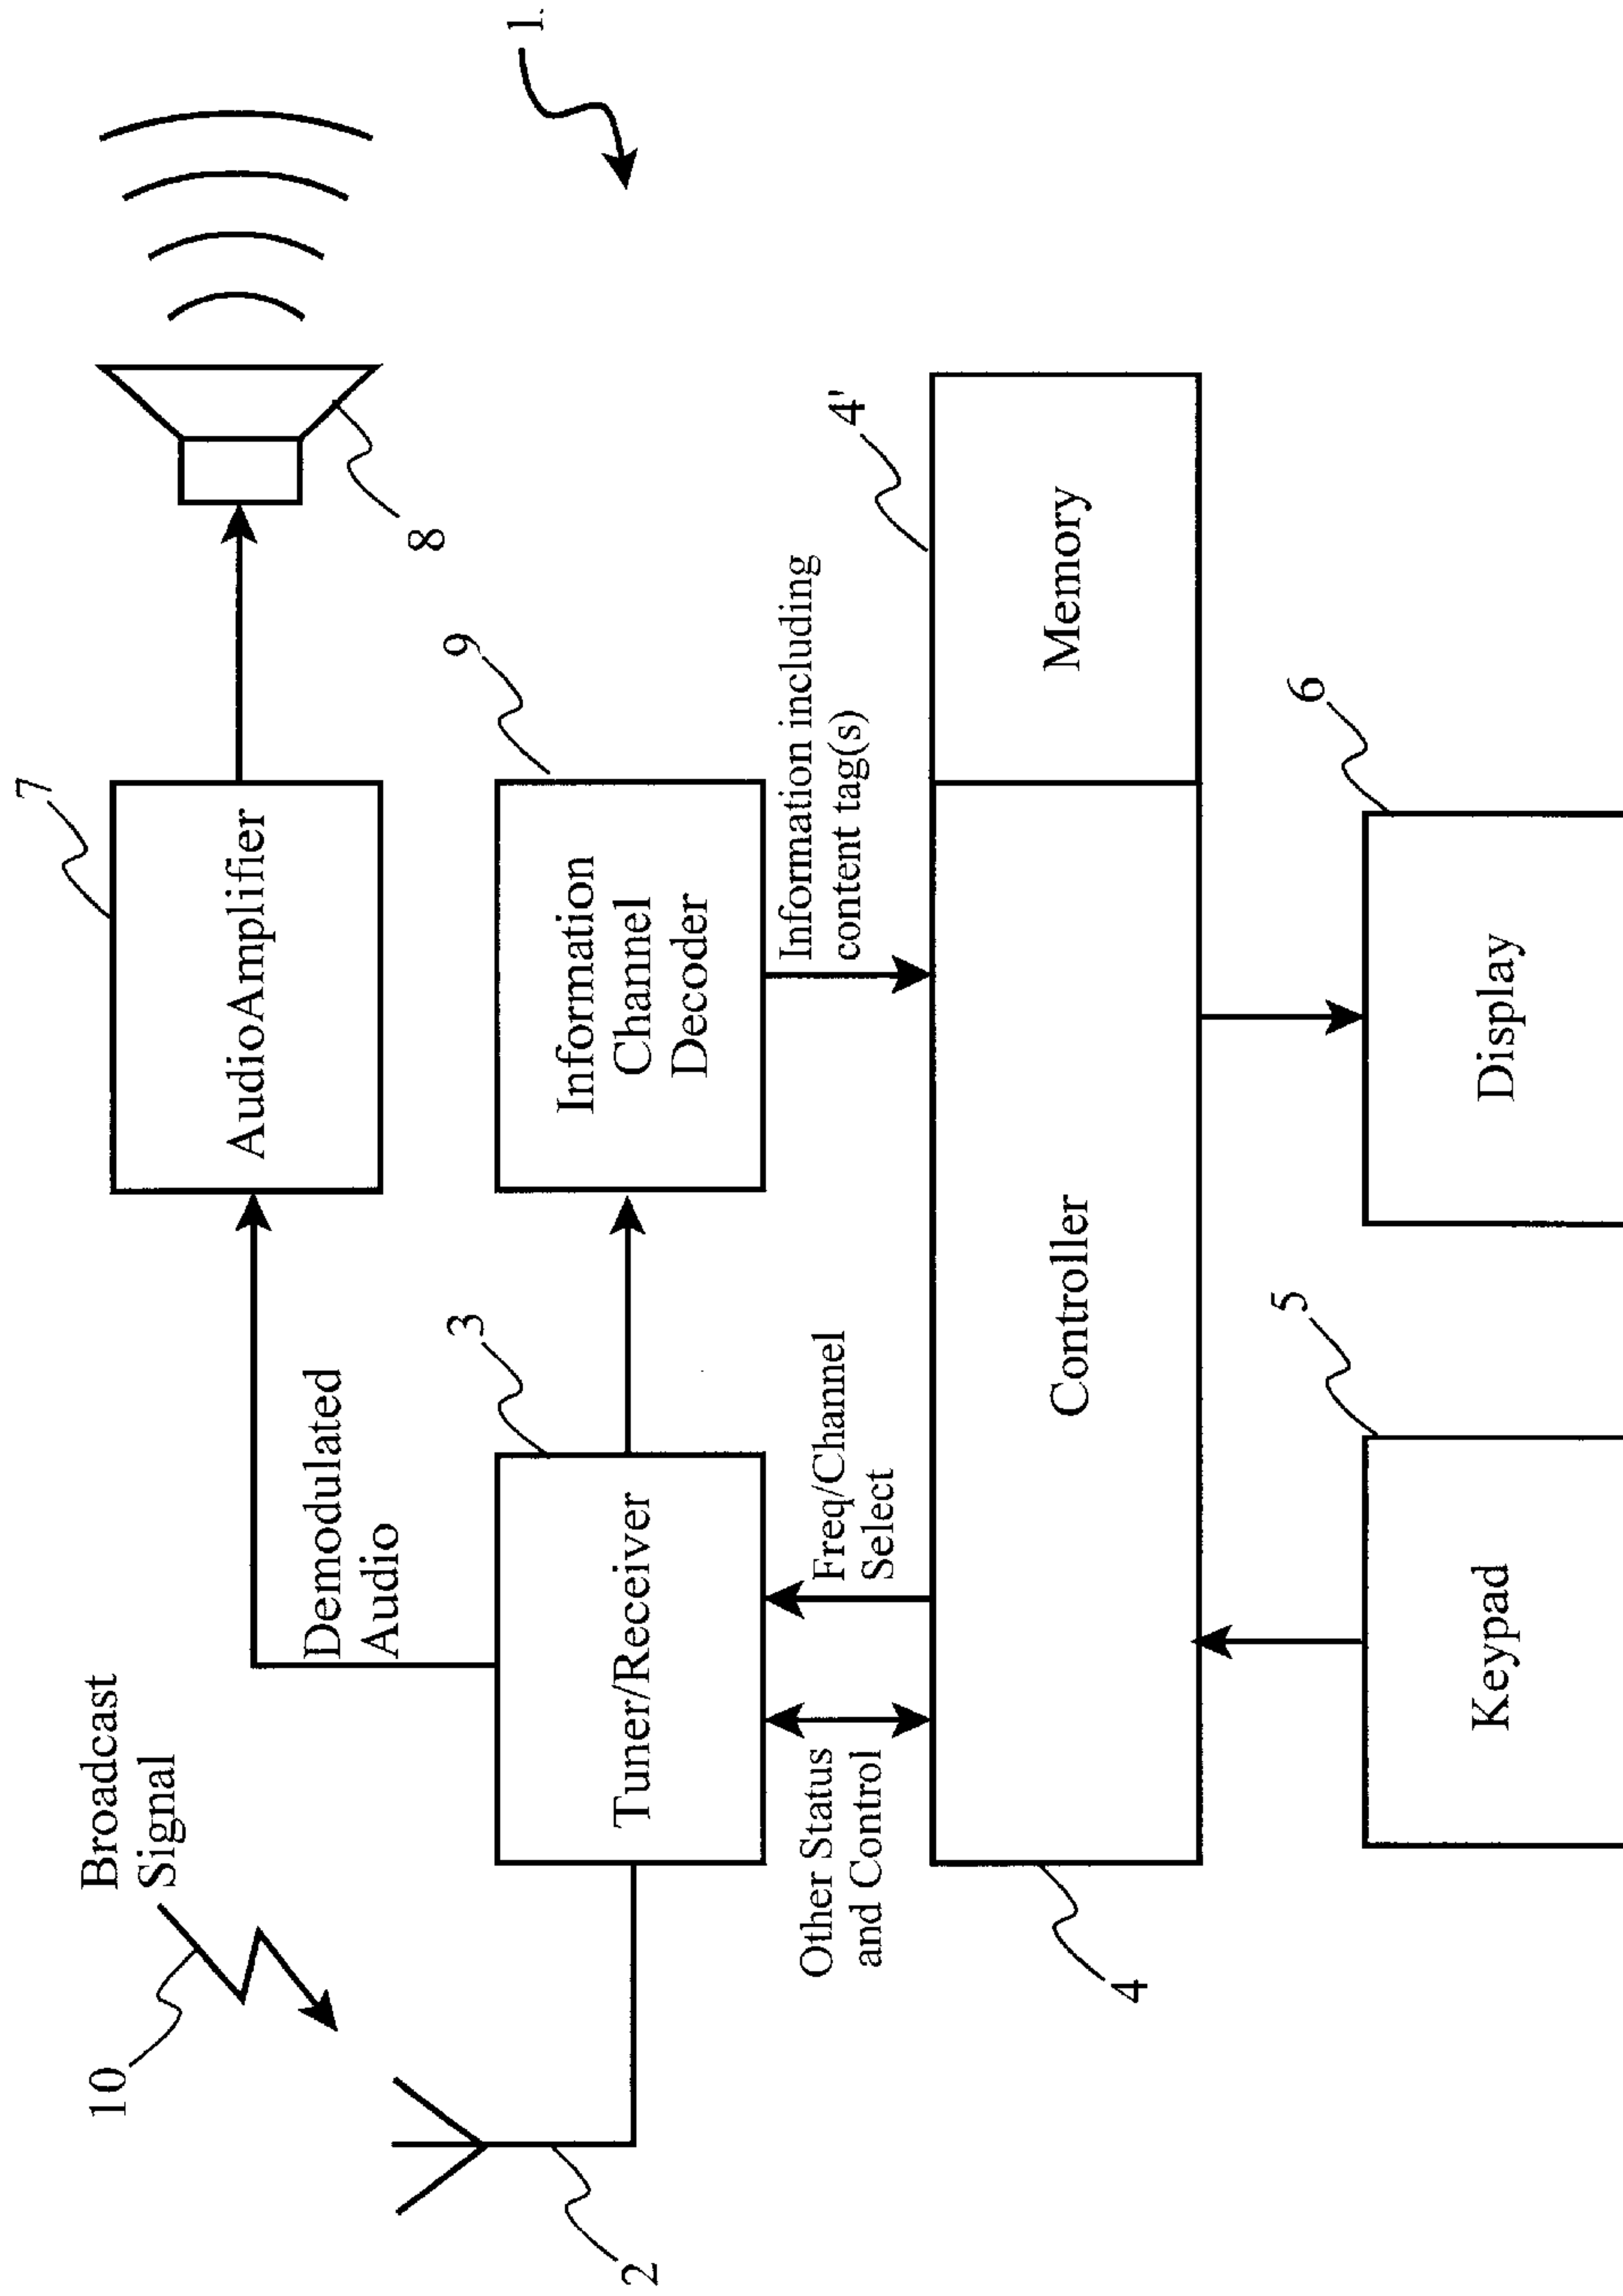 10
Broadcast
Signal
7
AudioAmplifier
8
1
Demodulated
Audio
3
9
Tuner/Receiver
Information
Channel
Decoder
2
Other Status
and Control
Freq/Channel
Select
Information including
content tag(s)
4'
Controller
Memory
4
5
6
Keypad
Display